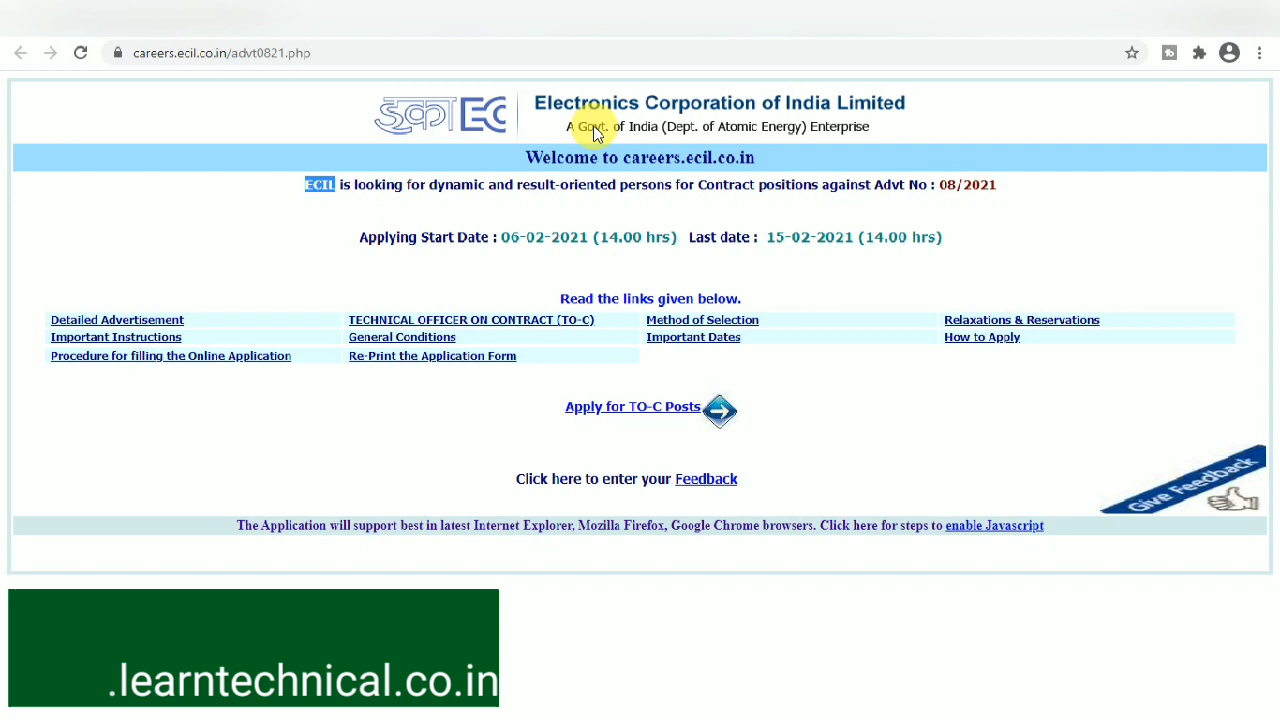 careers.ecil.co.in/advt0821.php
इका EC
Electronics Corporation of India Limited
A Govt. of India (Dept. of Atomic Energy) Enterprise
Welcome to careers.ecil.co.in
ECIL is looking for dynamic and result-oriented persons for Contract positions against Advt No : 08/2021
Applying Start Date : 06-02-2021 (14.00 hrs) Last date : 15-02-2021 (14.00 hrs)
Read the links given below.
Detailed Advertisement TECHNICAL OFFICER ON CONTRACT (TO-C) Method of Selection Relaxations & Reservations
Important Instructions General Conditions Important Dates How to Apply
Procedure for filling the Online Application Re-Print the Application Form
Apply for TO-C Posts
Click here to enter your Feedback
Give Feedback
The Application will support best in latest Internet Explorer, Mozilla Firefox, Google Chrome browsers. Click here for steps to enable Javascript
.learntechnical.co.in